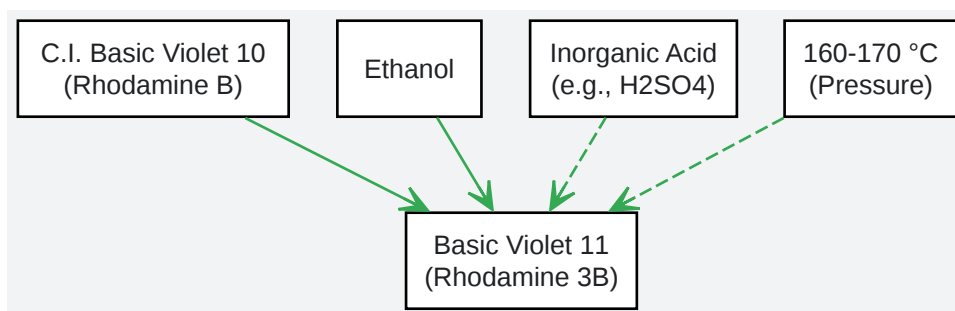 C.I. Basic Violet 10
(Rhodamine B)
Ethanol
Inorganic Acid
(e.g., H2SO4)
160-170 °C
(Pressure)
Basic Violet 11
(Rhodamine 3B)